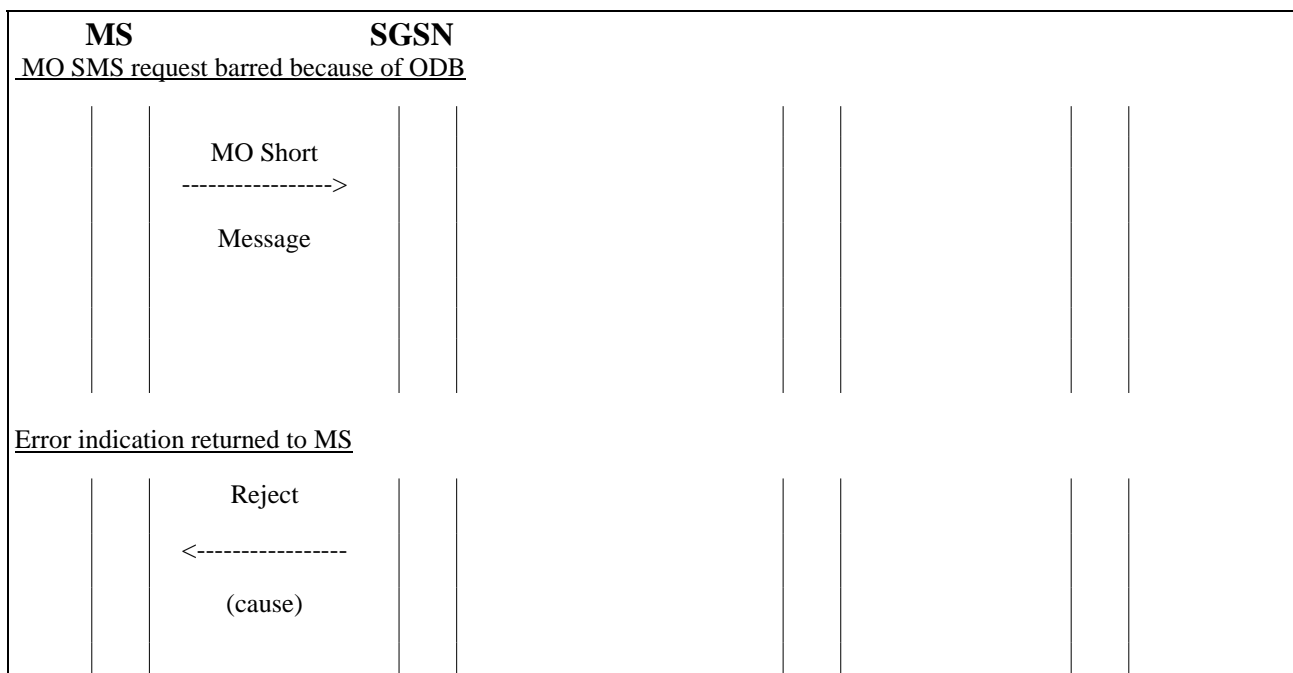 MS SGSN
MO SMS request barred because of ODB
MO Short
----------------->
Message
Error indication returned to MS
Reject
<-----------------
(cause)